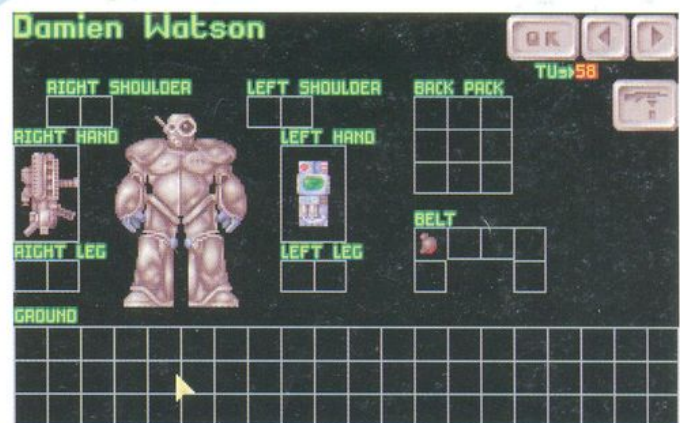 Damien Watson
OK
TUs>58
RIGHT SHOULDER
LEFT SHOULDER
BACK PACK
RIGHT HAND
LEFT HAND
BELT
RIGHT LEG
LEFT LEG
GROUND